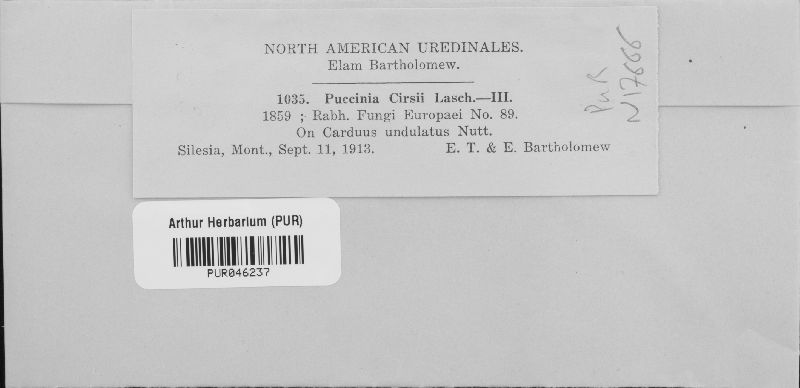 NORTH AMERICAN UREDINALES.
Elam Bartholomew.
1035. Puccinia Cirsii Lasch.—III.
1859 ; Rabh. Fungi Europaei No. 89.
On Carduus undulatus Nutt.
Silesia, Mont., Sept. 11, 1913. E. T. & E. Bartholomew
PuR
N17666
Arthur Herbarium (PUR)
PUR046237